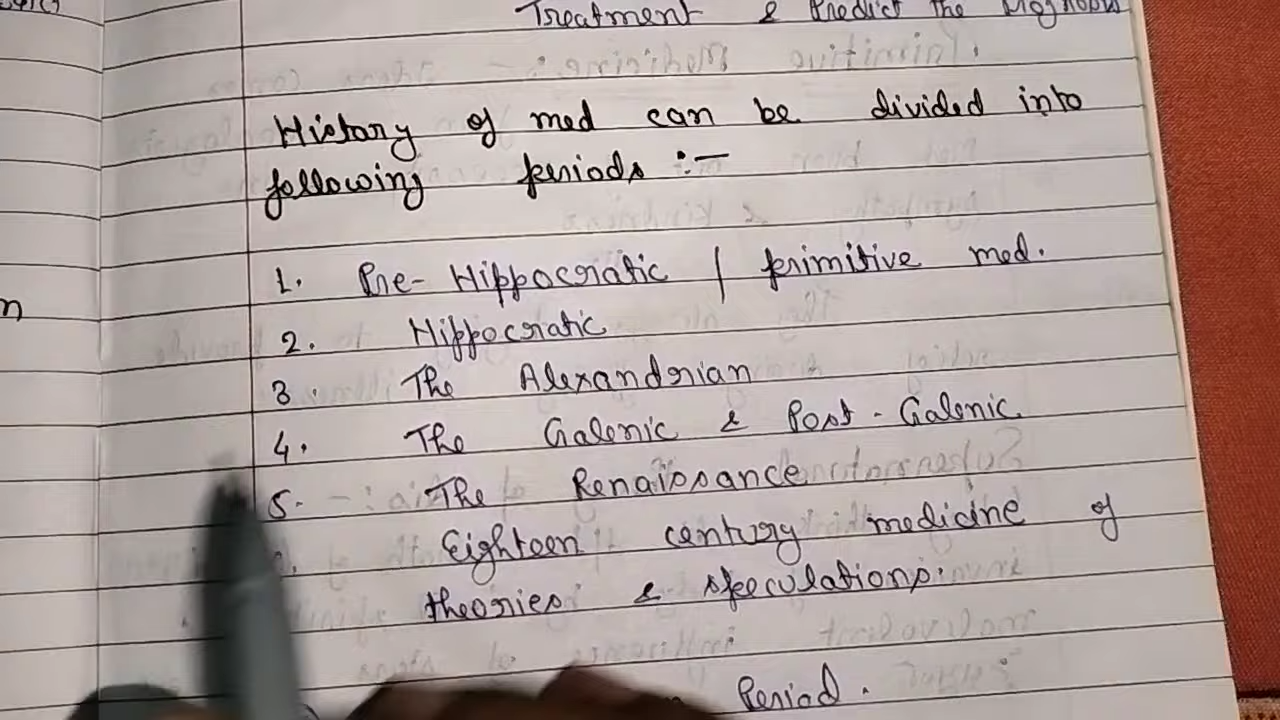 Treatment & Predict the
History of med can be divided into
following periods :-
1. Pre-Hippocratic / primitive med.
2. Hippocratic
3. The Alexandrian
4. The Galenic & Post-Galenic
5. The Renaissance
Eighteen century medicine of
theories & speculations.
Period.